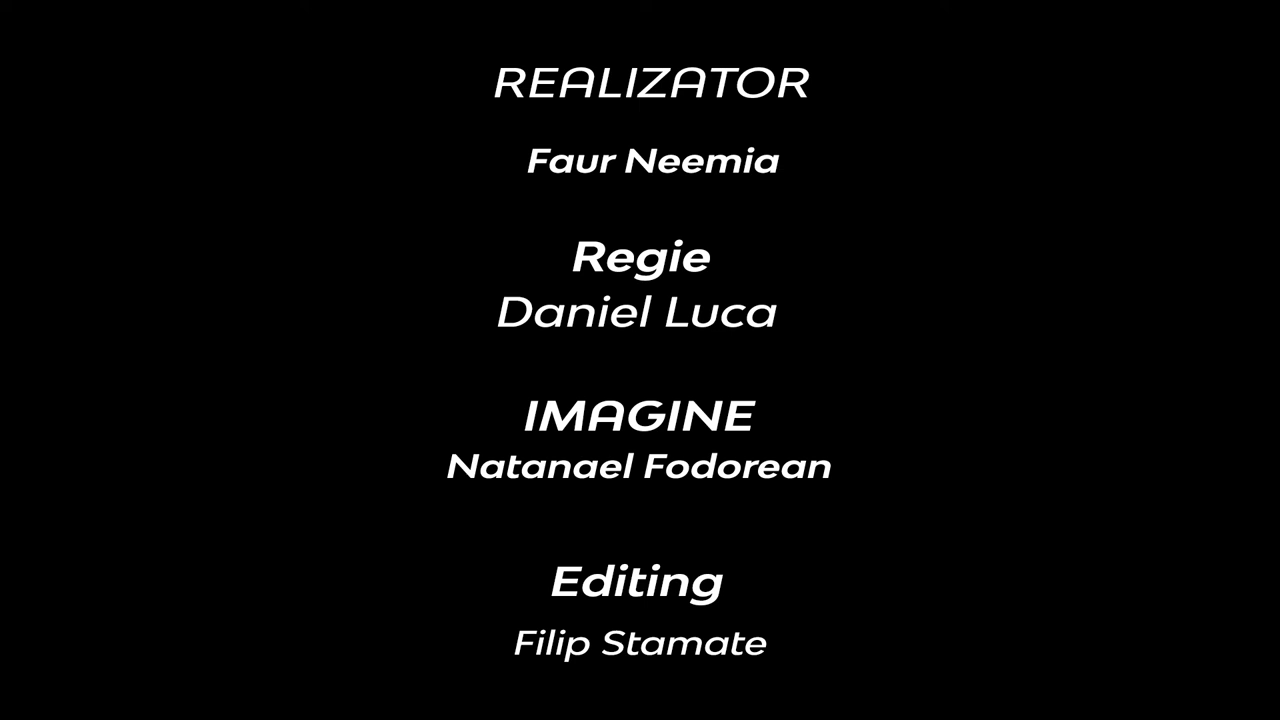 REALIZATOR
Faur Neemia
Regie
Daniel Luca
IMAGINE
Natanael Fodorean
Editing
Filip Stamate